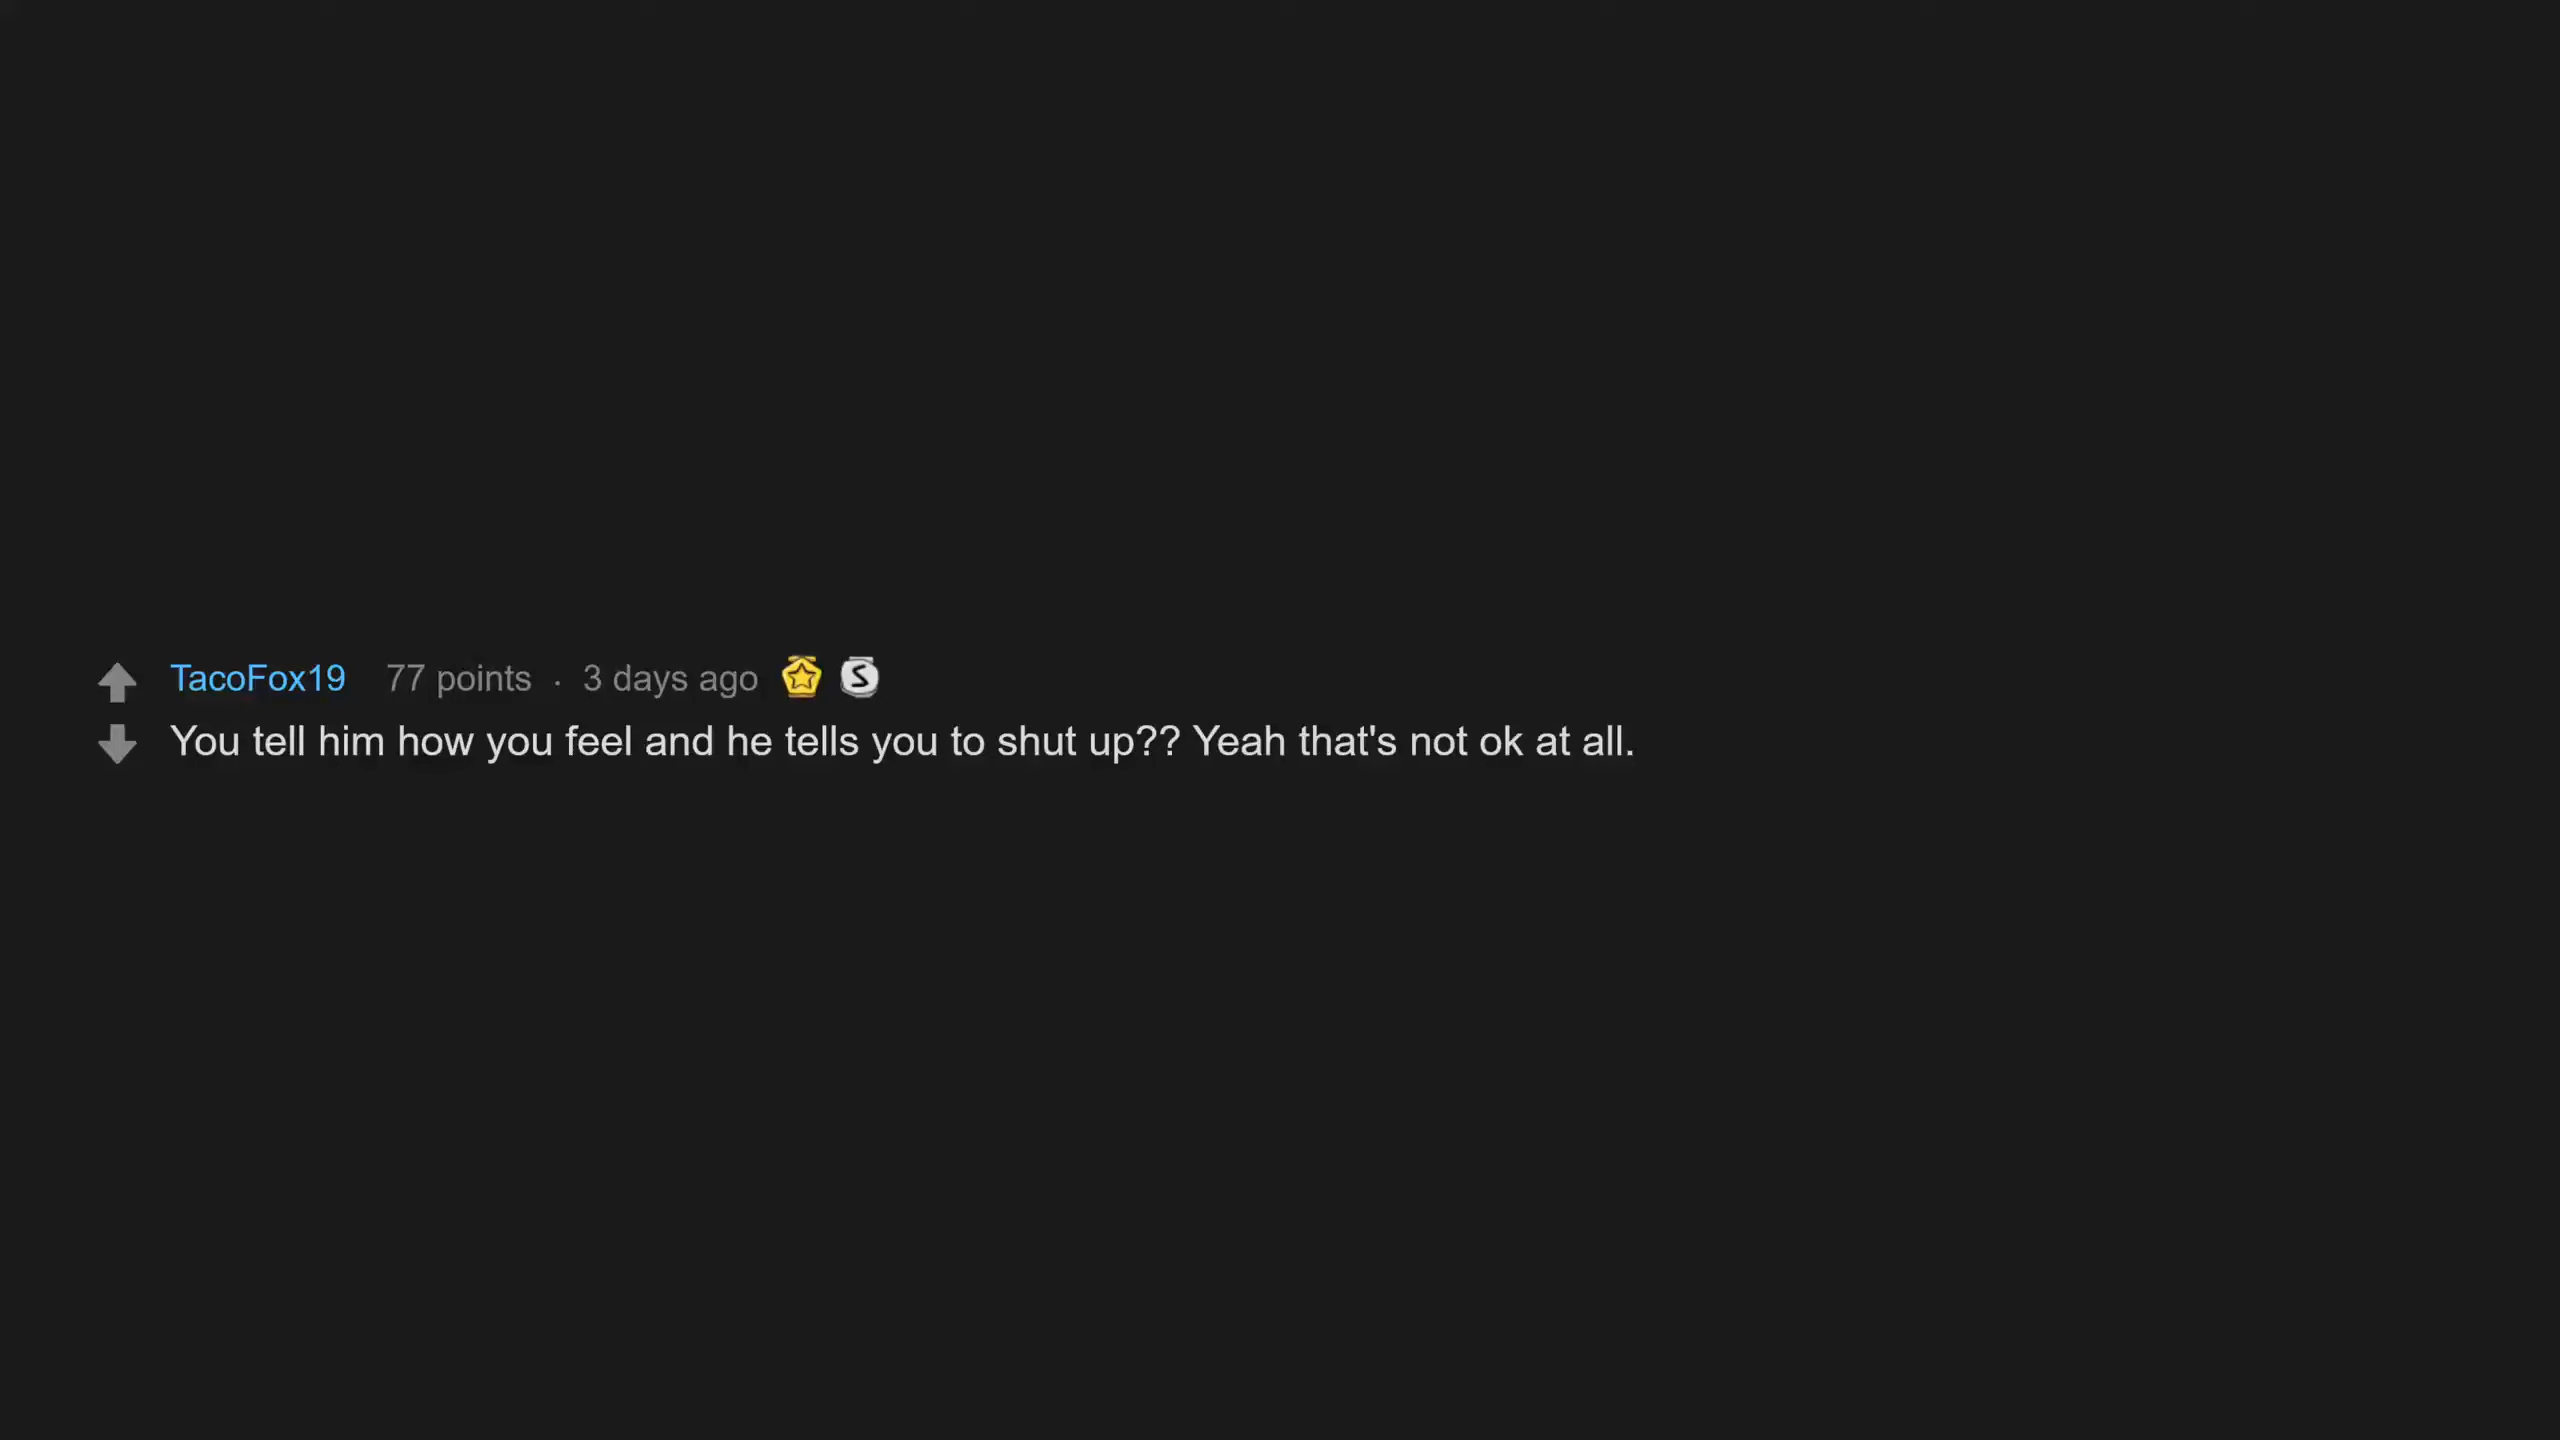 TacoFox19 77 points · 3 days ago S
You tell him how you feel and he tells you to shut up?? Yeah that's not ok at all.